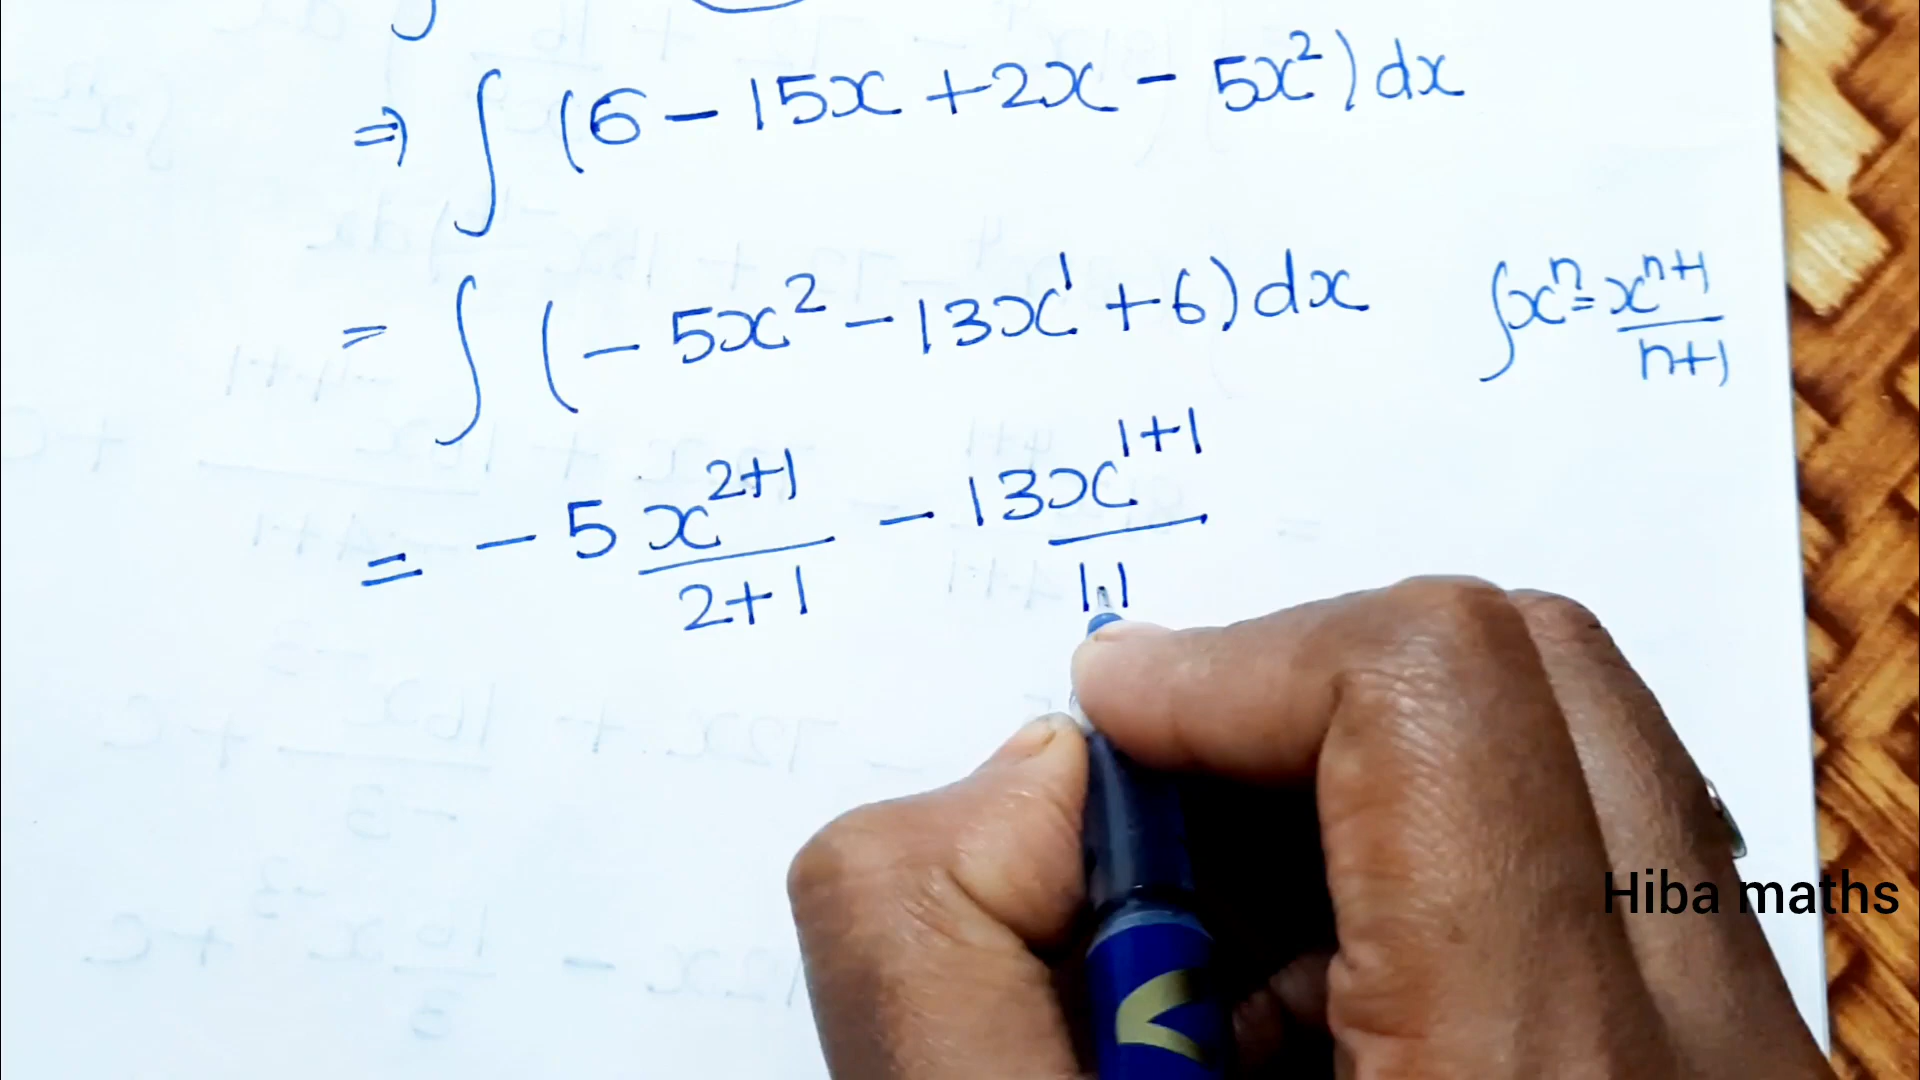 ⇒ ∫ (6 - 15x + 2x - 5x²) dx
= ∫ (- 5x² - 13x¹ + 6) dx
∫xⁿ = xⁿ⁺¹/n+1
= - 5 x²⁺¹/2+1 - 13x¹⁺¹/1+1
Hiba maths